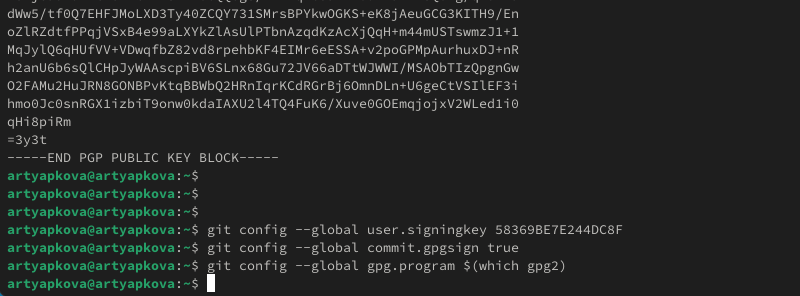 dWw5/tf0Q7EHFJMoLXD3Ty40ZCQY731SMrsBPYkwOGKS+eK8jAeuGCG3KITH9/En
oZlRZdtfPPqjVSxB4e99aLXYkZlAsUlPTbnAzqdKzAcXjQqH+m44mUSTswmzJ1+1
MqJylQ6qHUfVV+VDwqfbZ82vd8rpehbKF4EIMr6eESSA+v2poGPMpAurhuxDJ+nR
h2anU6b6sQlCHpJyWAAscpiBV6SLnx68Gu72JV66aDTtWJWWI/MSAObTIzQpgnGw
O2FAMu2HuJRN8GONBPvKtqBBWbQ2HRnIqrKCdRGrBj6OmnDLn+U6geCtVSIlEF3i
hmo0Jc0snRGX1izbiT9onw0kdaIAXU2l4TQ4FuK6/Xuve0GOEmqjojxV2WLed1i0
qHi8piRm
=3y3t
-----END PGP PUBLIC KEY BLOCK-----
artyapkova@artyapkova:~$
artyapkova@artyapkova:~$
artyapkova@artyapkova:~$
artyapkova@artyapkova:~$ git config --global user.signingkey 58369BE7E244DC8F
artyapkova@artyapkova:~$ git config --global commit.gpgsign true
artyapkova@artyapkova:~$ git config --global gpg.program $(which gpg2)
artyapkova@artyapkova:~$